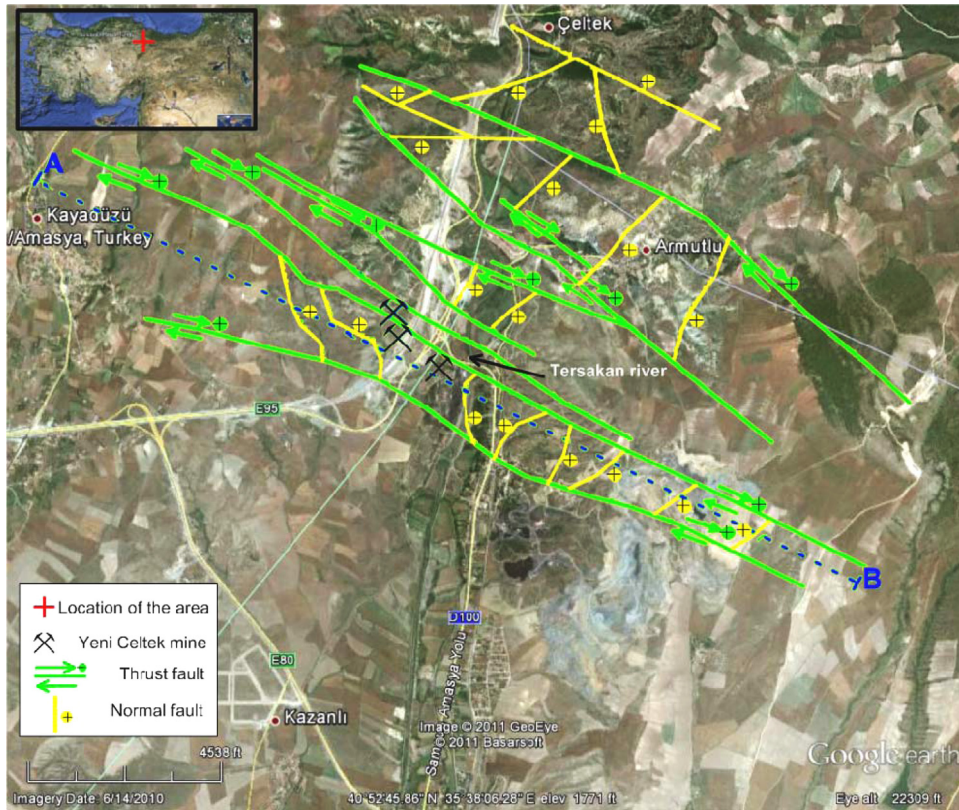 Çeltek
A
Kayadüzü
/Amasya, Turkey
Armutlu
Tersakan river
E95
B
D100
Location of the area
Yeni Celtek mine
Thrust fault
Normal fault
E80
Kazanlı
Amasya Yolu
Image © 2011 GeoEye
© 2011 Basarsoft
4538 ft
Google earth
Imagery Date: 6/14/2010
40°52'45.86" N 35°38'06.28" E elev 1771 ft
Eye alt 22309 ft